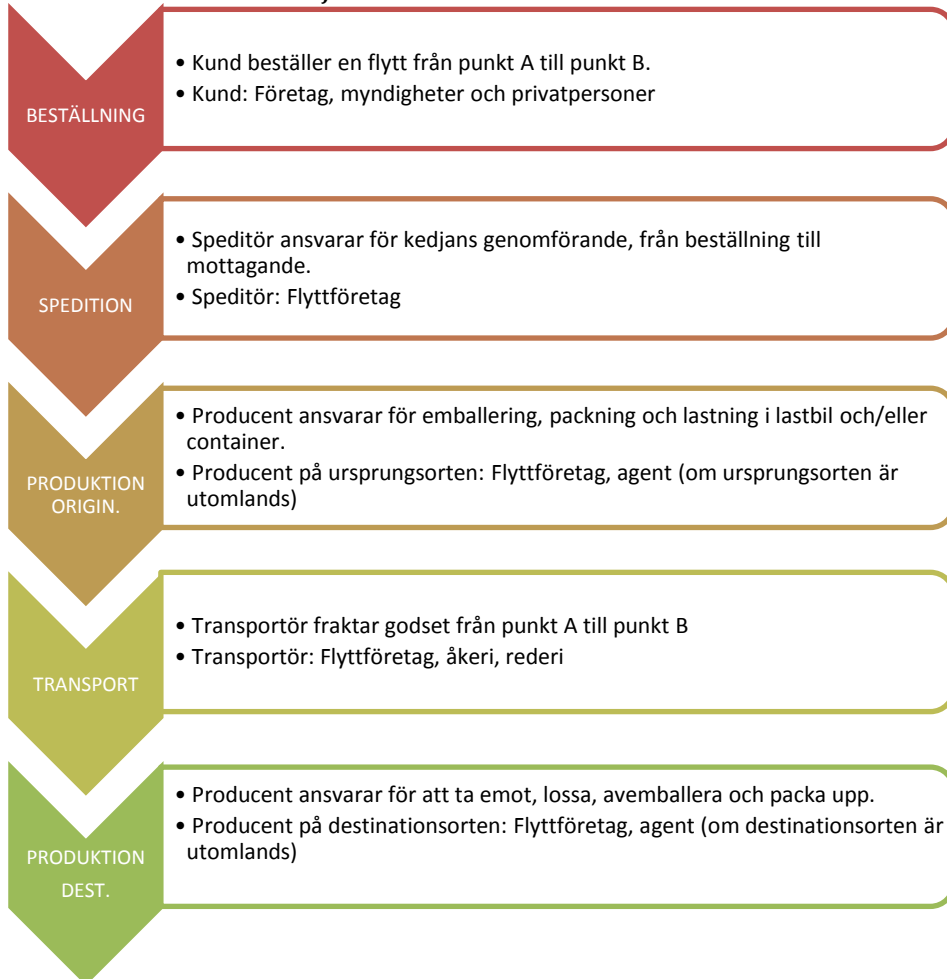 BESTÄLLNING
• Kund beställer en flytt från punkt A till punkt B.
• Kund: Företag, myndigheter och privatpersoner
SPEDITION
• Speditör ansvarar för kedjans genomförande, från beställning till
mottagande.
• Speditör: Flyttföretag
PRODUKTION
ORIGIN.
• Producent ansvarar för emballering, packning och lastning i lastbil och/eller
container.
• Producent på ursprungsorten: Flyttföretag, agent (om ursprungsorten är
utomlands)
TRANSPORT
• Transportör fraktar godset från punkt A till punkt B
• Transportör: Flyttföretag, åkeri, rederi
PRODUKTION
DEST.
• Producent ansvarar för att ta emot, lossa, avemballera och packa upp.
• Producent på destinationsorten: Flyttföretag, agent (om destinationsorten är
utomlands)